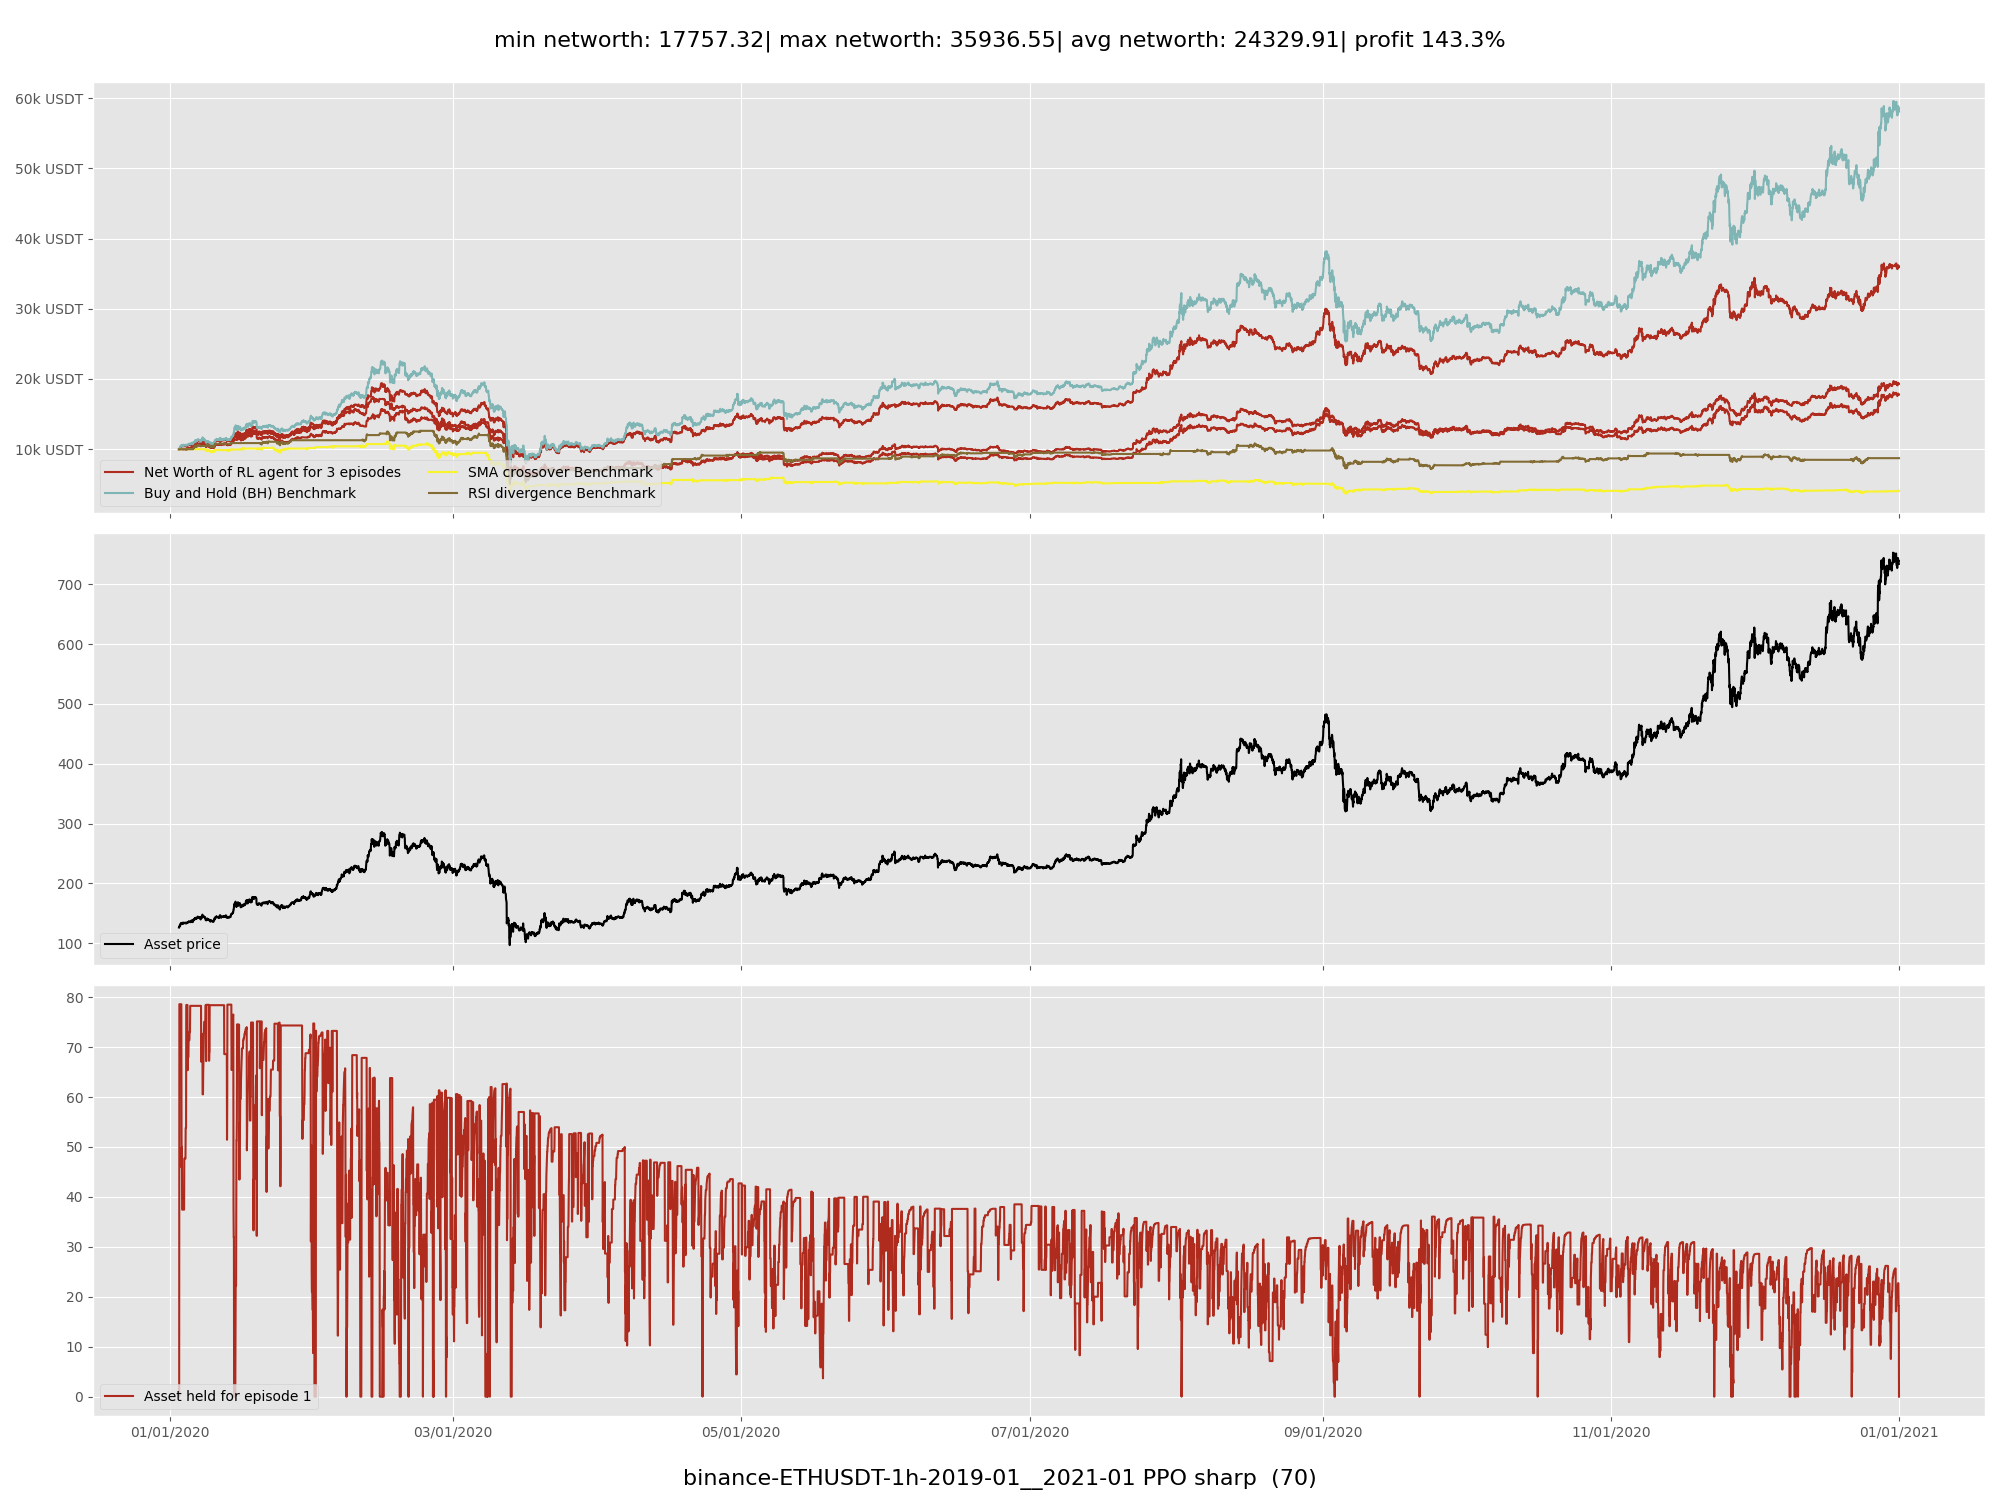 min networth: 17757.32| max networth: 35936.55| avg networth: 24329.91| profit 143.3%
60k USDT
50k USDT
40k USDT
30k USDT
20k USDT
10k USDT
Net Worth of RL agent for 3 episodes
Buy and Hold (BH) Benchmark
SMA crossover Benchmark
RSI divergence Benchmark
700
600
500
400
300
200
100
Asset price
80
70
60
50
40
30
20
10
0
Asset held for episode 1
01/01/2020 03/01/2020 05/01/2020 07/01/2020 09/01/2020 11/01/2020 01/01/2021
binance-ETHUSDT-1h-2019-01__2021-01 PPO sharp  (70)